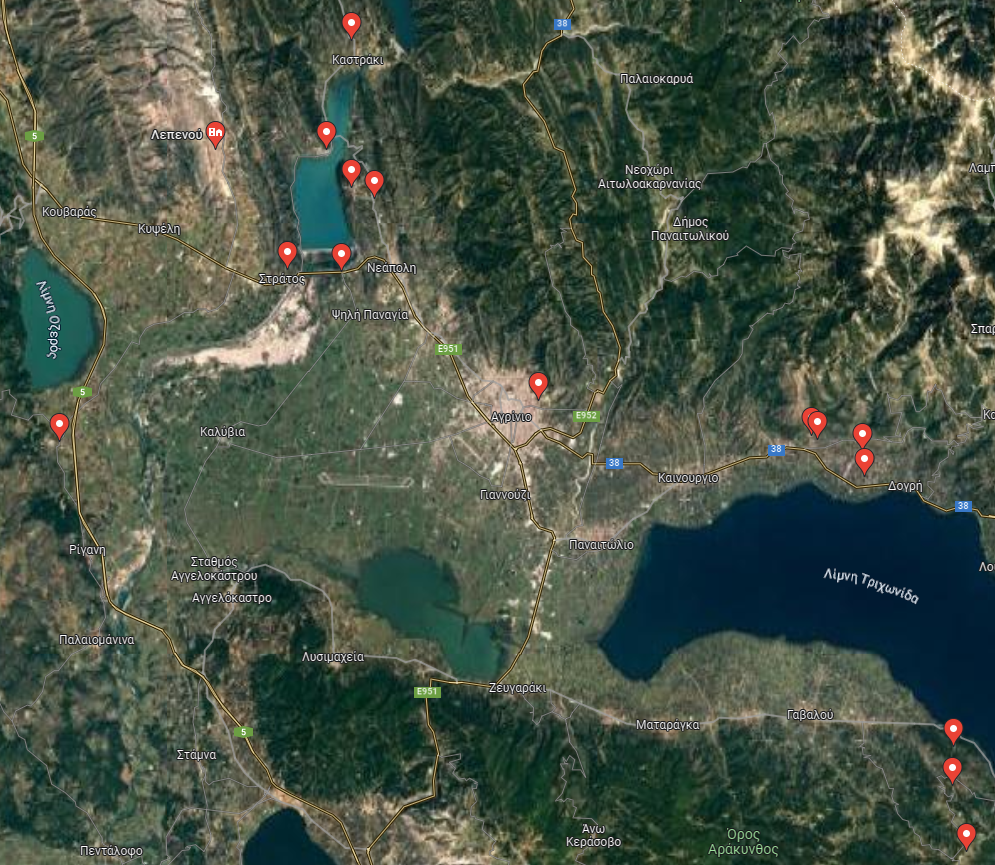 38
Καστράκι
Παλαιοκαρυά
Λεπενού
5
Νεοχώρι
Αιτωλοακαρνανίας
Κουβαράς
Κυψέλη
Δήμος
Παναιτωλικού
Στράτος
Νεάπολη
Λίμνη Οζερός
Ψηλή Παναγία
E951
5
Αγρίνιο
E952
Καλύβια
38
38
Καινούργιο
Δογρή
Γιαννούζι
38
Ρίγανη
Παναιτώλιο
Σταθμός
Αγγελοκάστρου
Αγγελόκαστρο
Λίμνη Τριχωνίδα
Παλαιομάνινα
Λυσιμαχεία
E951
Ζευγαράκι
Γαβαλού
Ματαράγκα
5
Σταμνά
Άνω
Κεράσοβο
Όρος
Αράκυνθος
Πεντάλοφο